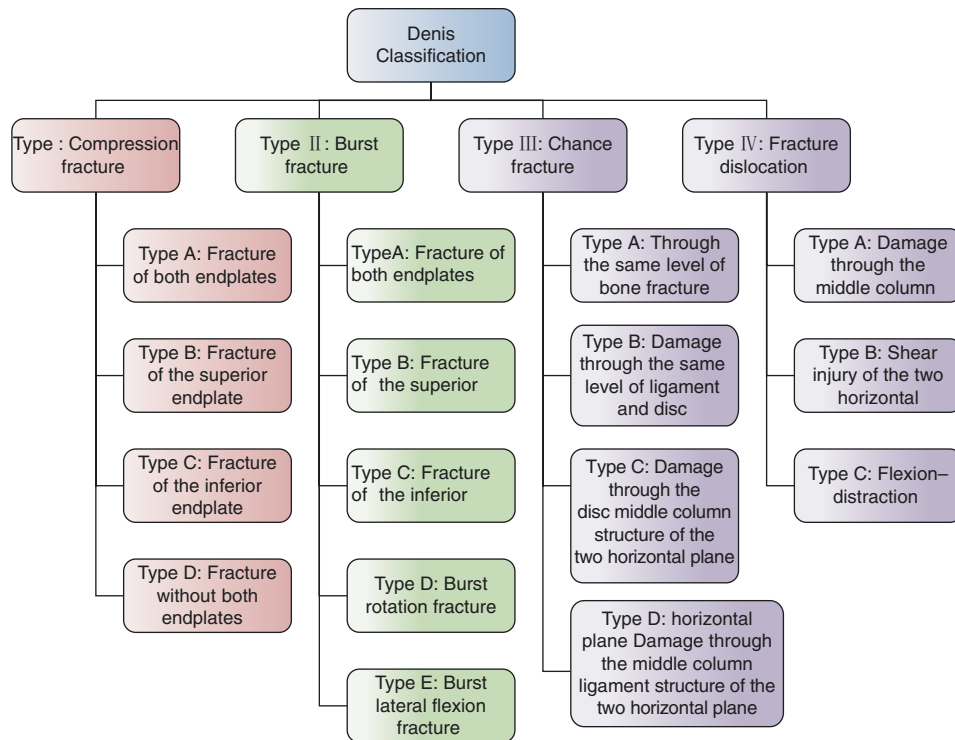 Denis
Classification
Type : Compression
fracture
Type Ⅱ: Burst
fracture
Type Ⅲ: Chance
fracture
Type Ⅳ: Fracture
dislocation
Type A: Fracture
of both endplates
Type B: Fracture
of the superior
endplate
Type C: Fracture
of the inferior
endplate
Type D: Fracture
without both
endplates
TypeA: Fracture of
both endplates
Type B: Fracture
of the superior
Type C: Fracture
of the inferior
Type D: Burst
rotation fracture
Type E: Burst
lateral flexion
fracture
Type A: Through
the same level of
bone fracture
Type B: Damage
through the same
level of ligament
and disc
Type C: Damage
through the
disc middle column
structure of the
two horizontal plane
Type D: horizontal
plane Damage through
the middle column
ligament structure of the
two horizontal plane
Type A: Damage
through the
middle column
Type B: Shear
injury of the two
horizontal
Type C: Flexion–
distraction